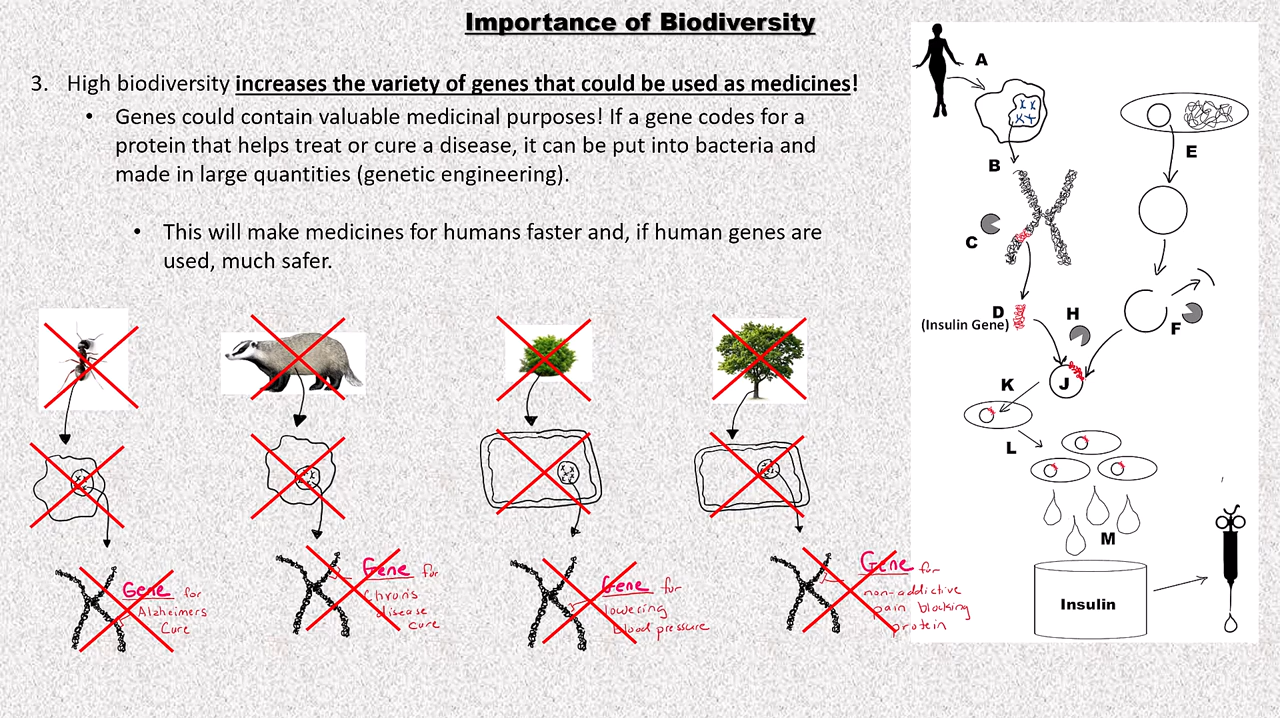 Importance of Biodiversity
3. High biodiversity increases the variety of genes that could be used as medicines!
• Genes could contain valuable medicinal purposes! If a gene codes for a
protein that helps treat or cure a disease, it can be put into bacteria and
made in large quantities (genetic engineering).
• This will make medicines for humans faster and, if human genes are
used, much safer.
Gene for
Alzheimers
Cure
Gene for
Chron's
disease
cure
Gene for
lowering
blood pressure
Gene for
non-addictive
pain blocking
protein
A
B
C
D
(Insulin Gene)
E
F
H
J
K
L
M
Insulin